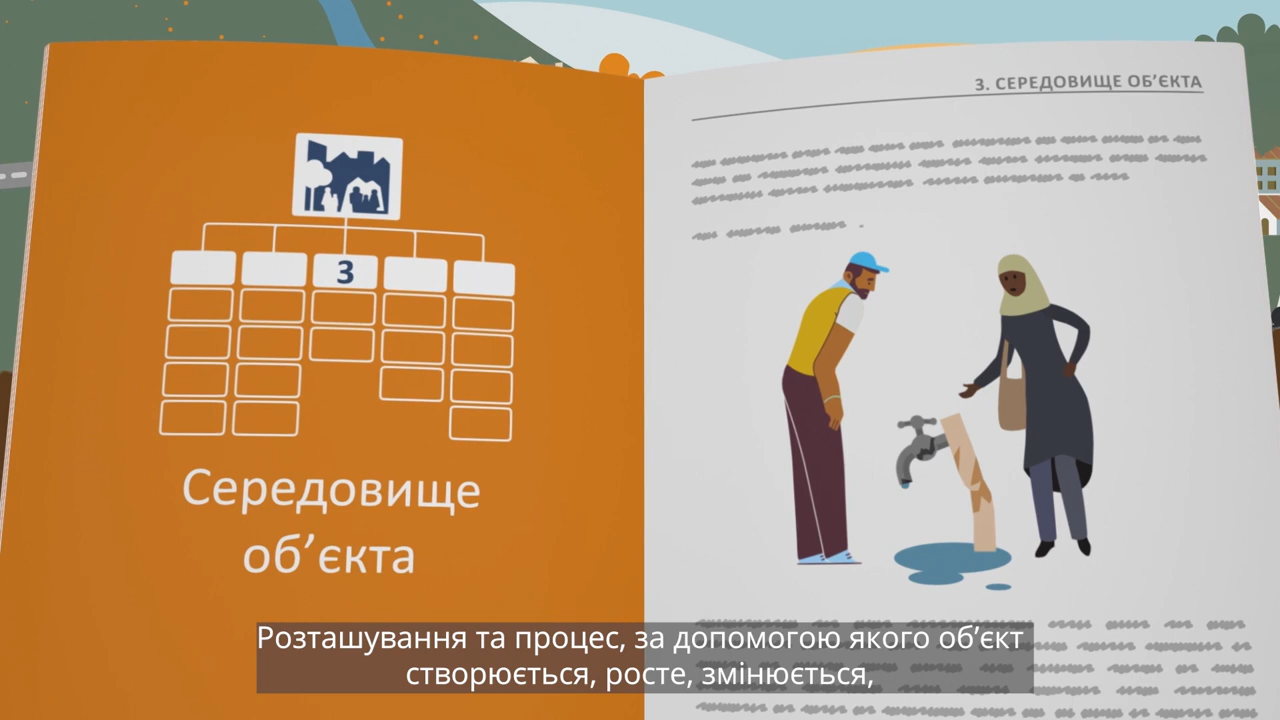 3
Середовище
об’єкта
3. СЕРЕДОВИЩЕ ОБ’ЄКТА
Розташування та процес, за допомогою якого об’єкт
створюється, росте, змінюється,